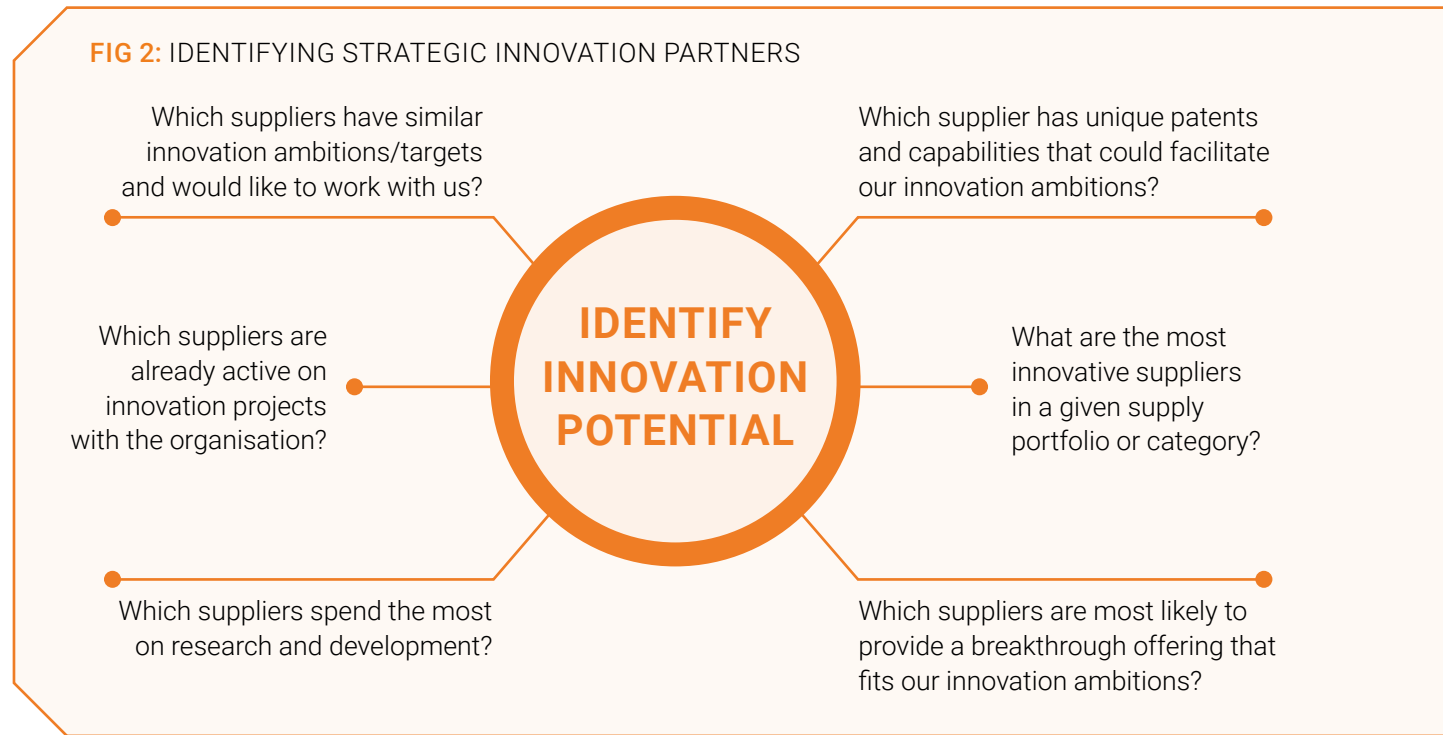 FIG 2: IDENTIFYING STRATEGIC INNOVATION PARTNERS
Which suppliers have similar
innovation ambitions/targets
and would like to work with us?
Which supplier has unique patents
and capabilities that could facilitate
our innovation ambitions?
Which suppliers are
already active on
innovation projects
with the organisation?
IDENTIFY
INNOVATION
POTENTIAL
What are the most
innovative suppliers
in a given supply
portfolio or category?
Which suppliers spend the most
on research and development?
Which suppliers are most likely to
provide a breakthrough offering that
fits our innovation ambitions?